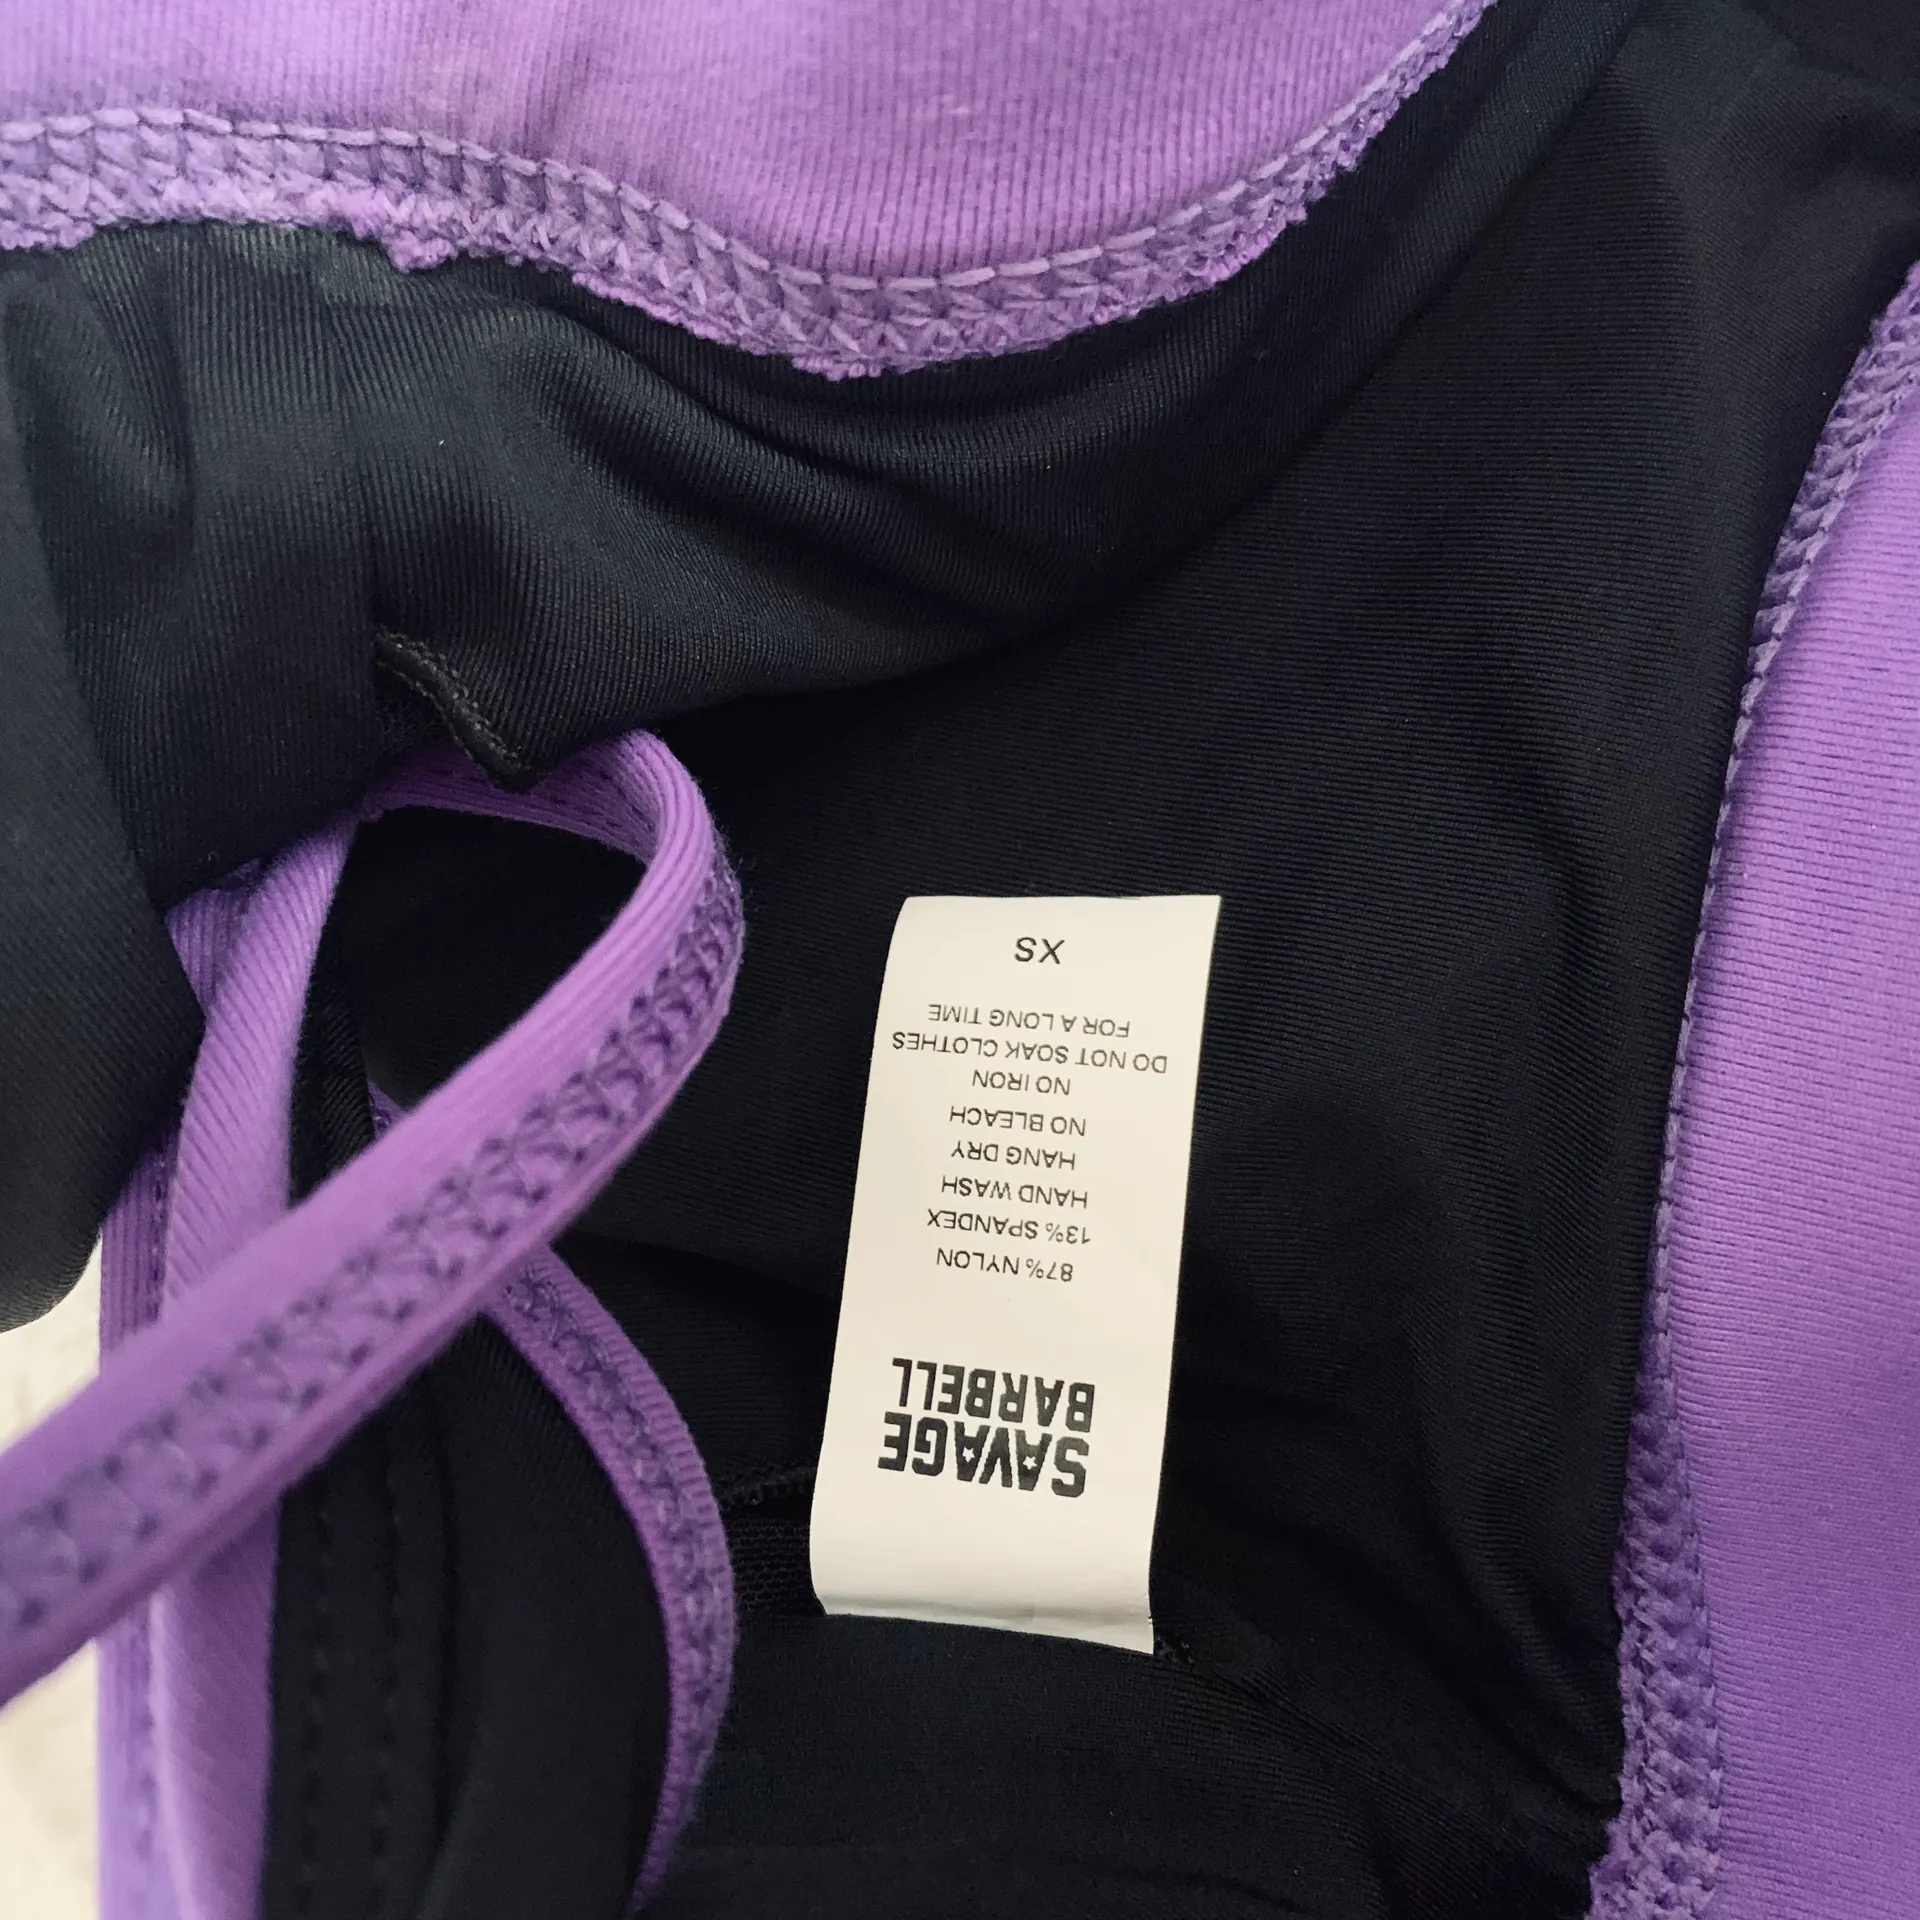 SAVAGE
BARBELL
87% NYLON
13% SPANDEX
HAND WASH
HANG DRY
NO BLEACH
NO IRON
DO NOT SOAK CLOTHES
FOR A LONG TIME
XS